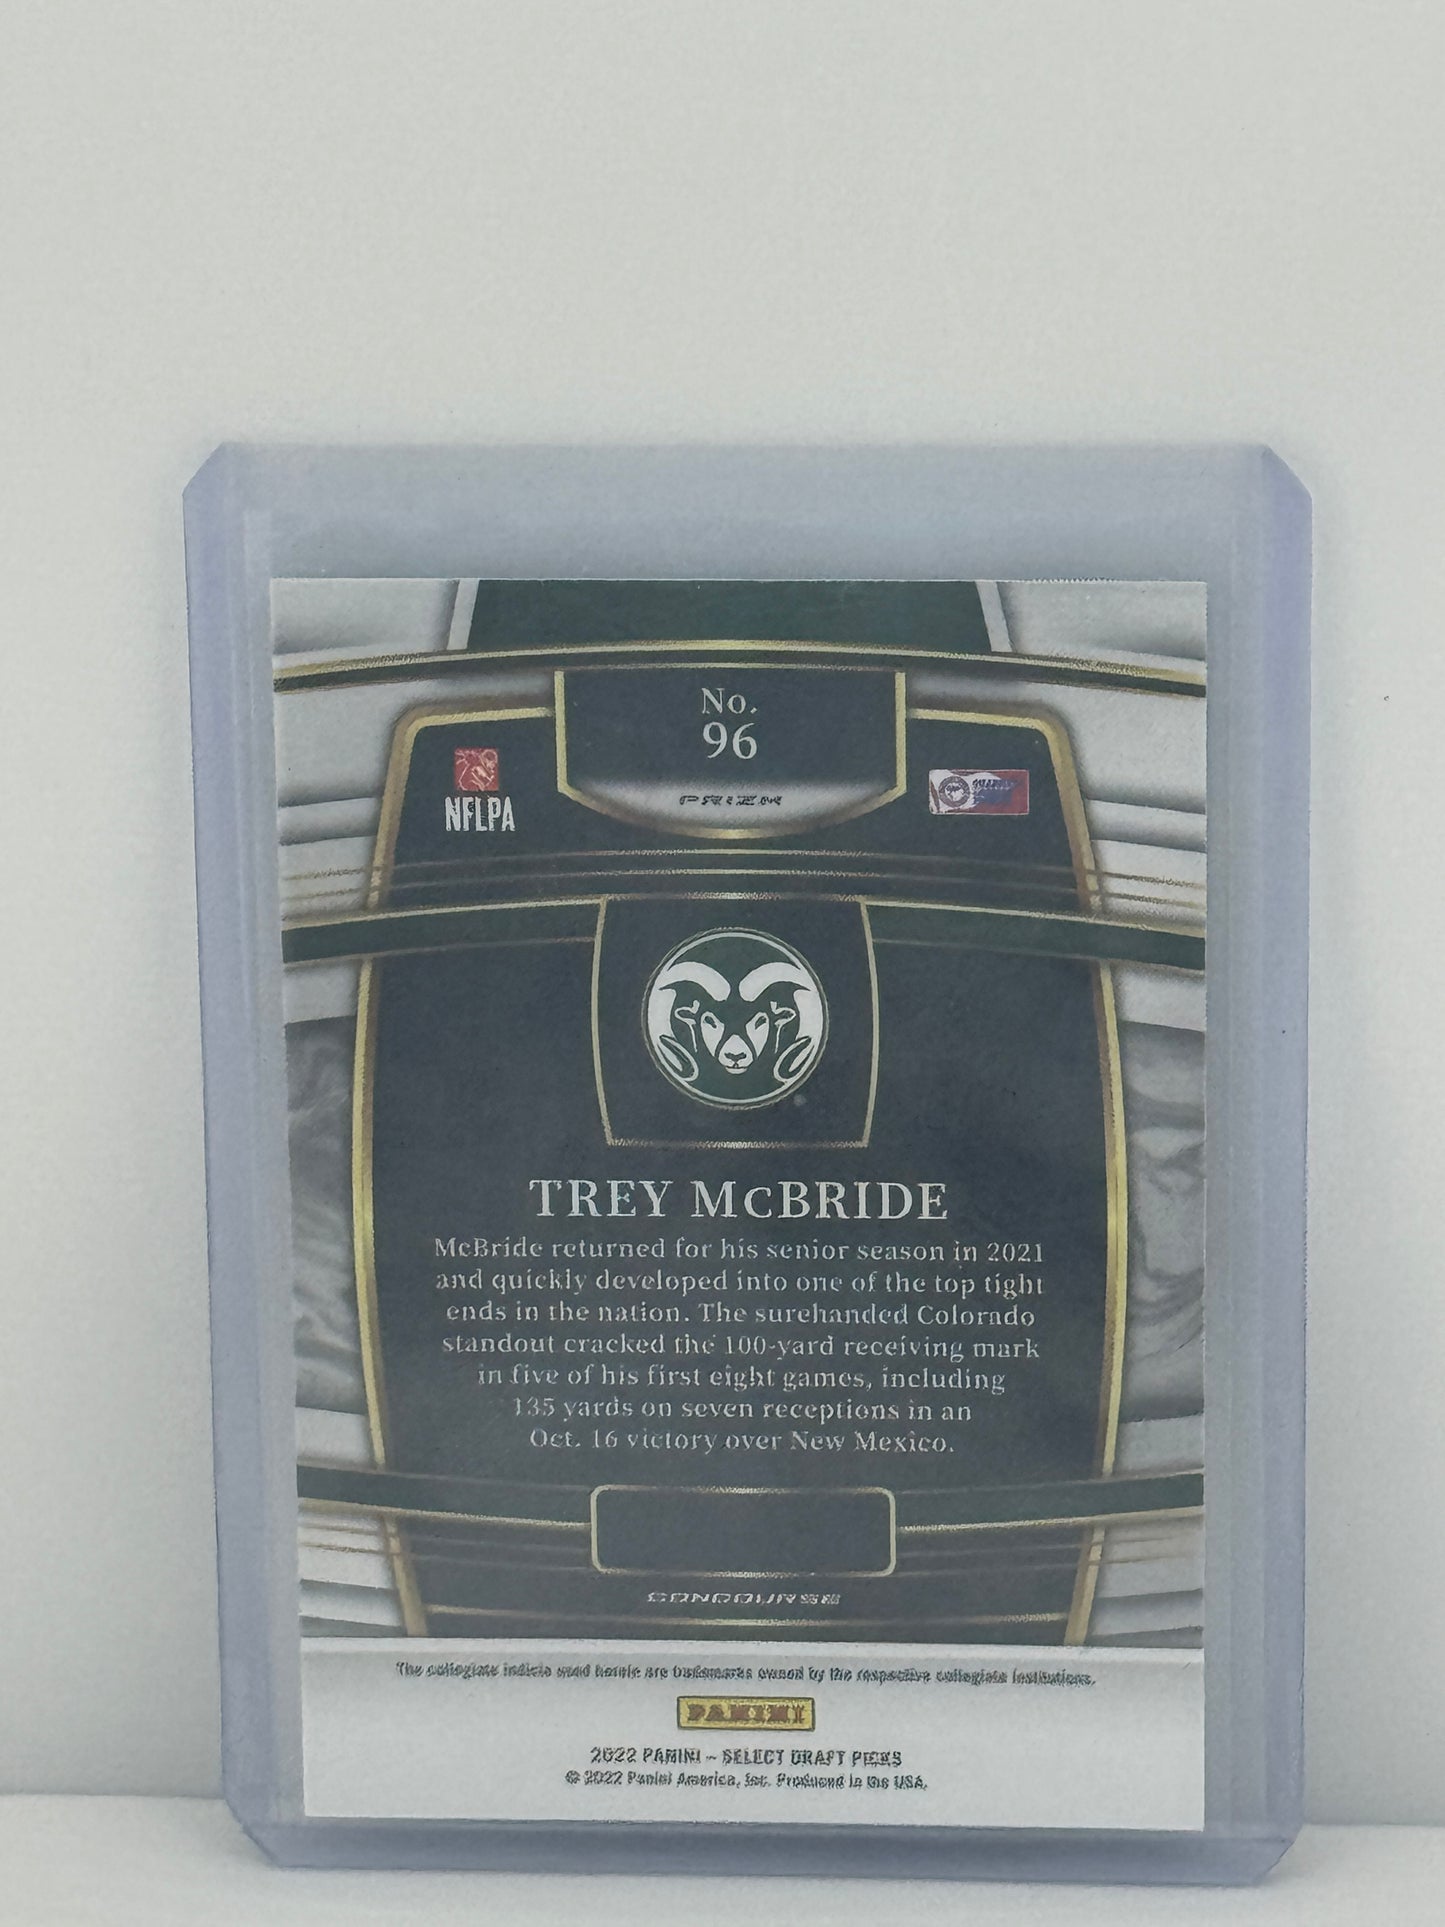 No.
96
PRIZM
NFLPA
TREY McBRIDE
McBride returned for his senior season in 2021
and quickly developed into one of the top tight
ends in the nation. The surehanded Colorado
standout cracked the 100-yard receiving mark
in five of his first eight games, including
135 yards on seven receptions in an
Oct. 16 victory over New Mexico.
CONCOURSE
The collegiate indicia used herein are trademarks owned by the respective collegiate institutions.
PANINI
2022 PANINI – SELECT DRAFT PICKS
© 2022 Panini America, Inc. Produced in the USA.